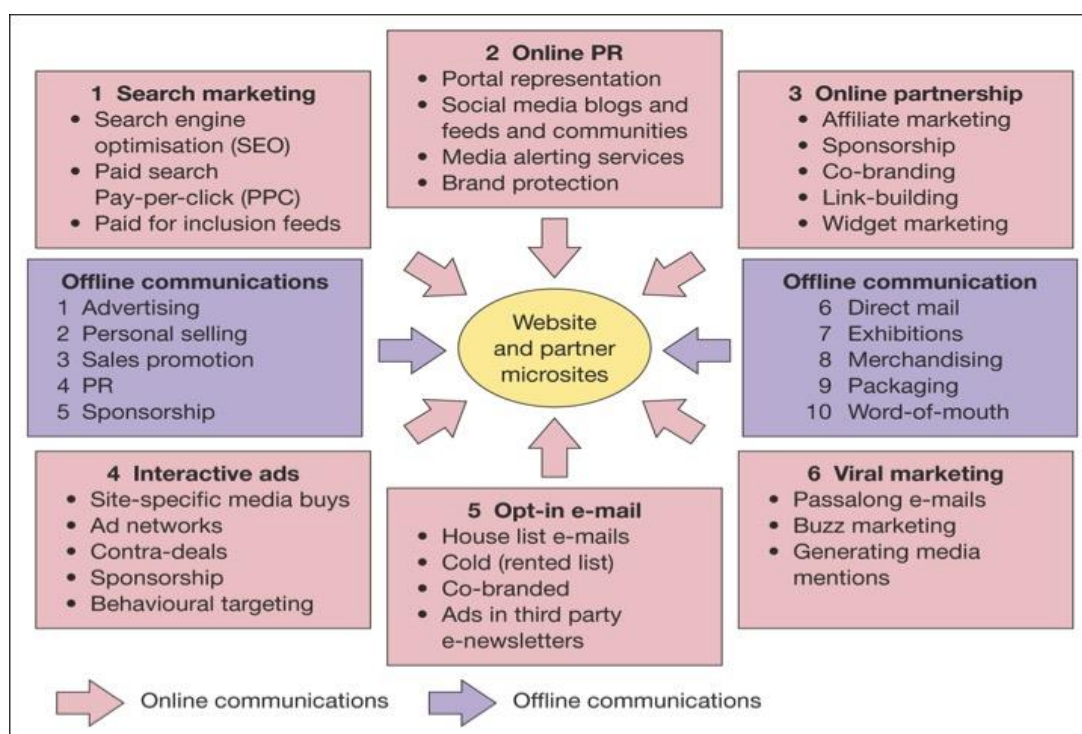 1 Search marketing
• Search engine
optimisation (SEO)
• Paid search
Pay-per-click (PPC)
• Paid for inclusion feeds
2 Online PR
• Portal representation
• Social media blogs and
feeds and communities
• Media alerting services
• Brand protection
3 Online partnership
• Affiliate marketing
• Sponsorship
• Co-branding
• Link-building
• Widget marketing
Offline communications
1 Advertising
2 Personal selling
3 Sales promotion
4 PR
5 Sponsorship
Website
and partner
microsites
Offline communication
6 Direct mail
7 Exhibitions
8 Merchandising
9 Packaging
10 Word-of-mouth
4 Interactive ads
• Site-specific media buys
• Ad networks
• Contra-deals
• Sponsorship
• Behavioural targeting
5 Opt-in e-mail
• House list e-mails
• Cold (rented list)
• Co-branded
• Ads in third party
e-newsletters
6 Viral marketing
• Passalong e-mails
• Buzz marketing
• Generating media
mentions
Online communications
Offline communications